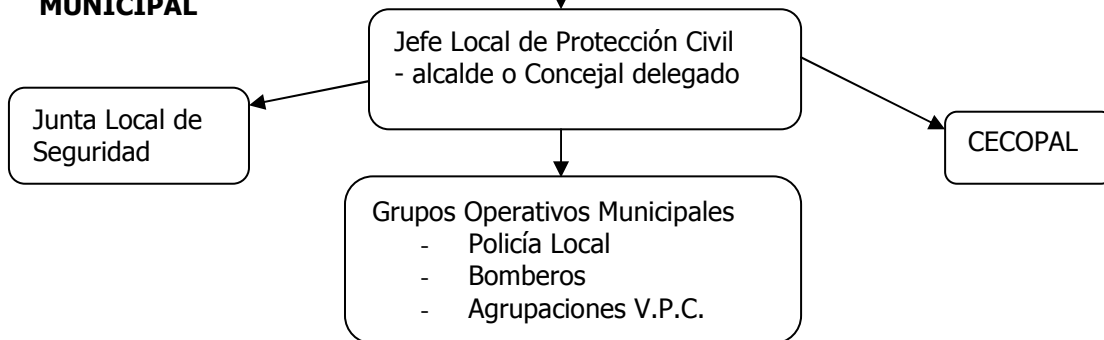 MUNICIPAL
Jefe Local de Protección Civil
- alcalde o Concejal delegado
Junta Local de
Seguridad
CECOPAL
Grupos Operativos Municipales
- Policía Local
- Bomberos
- Agrupaciones V.P.C.